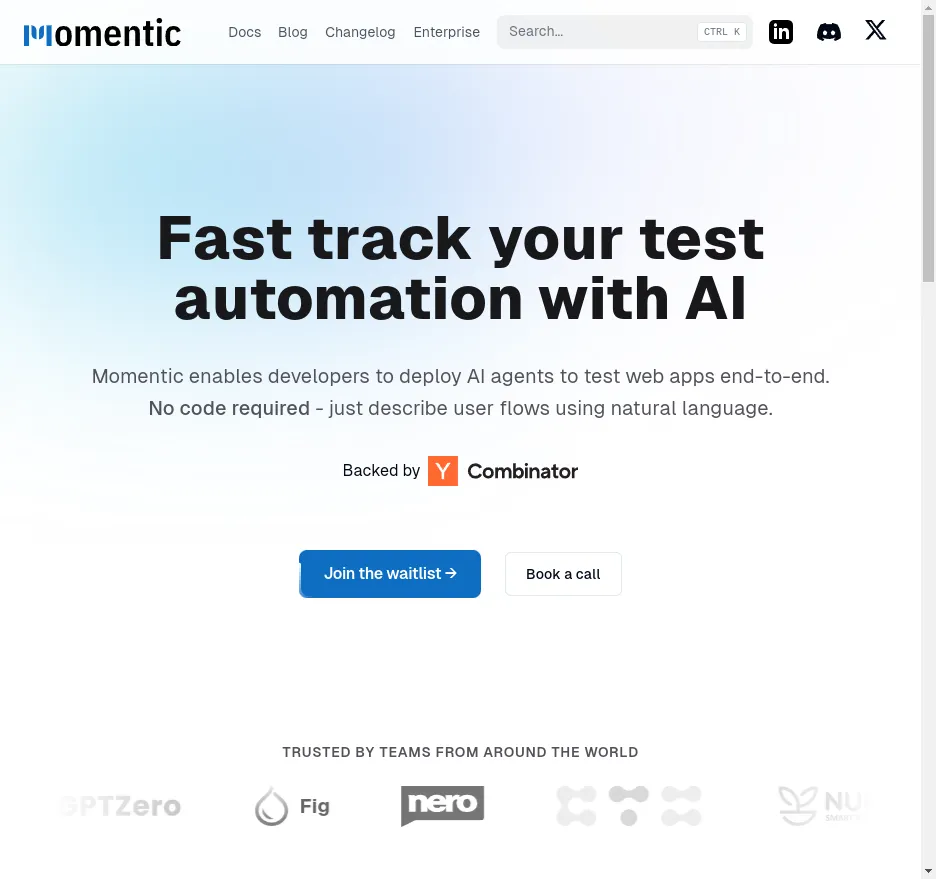 Momentic
Docs Blog Changelog Enterprise Search... CTRL K
Fast track your test
automation with AI
Momentic enables developers to deploy AI agents to test web apps end-to-end.
No code required - just describe user flows using natural language.
Backed by Y Combinator
Join the waitlist →
Book a call
TRUSTED BY TEAMS FROM AROUND THE WORLD
GPTZero Fig nero